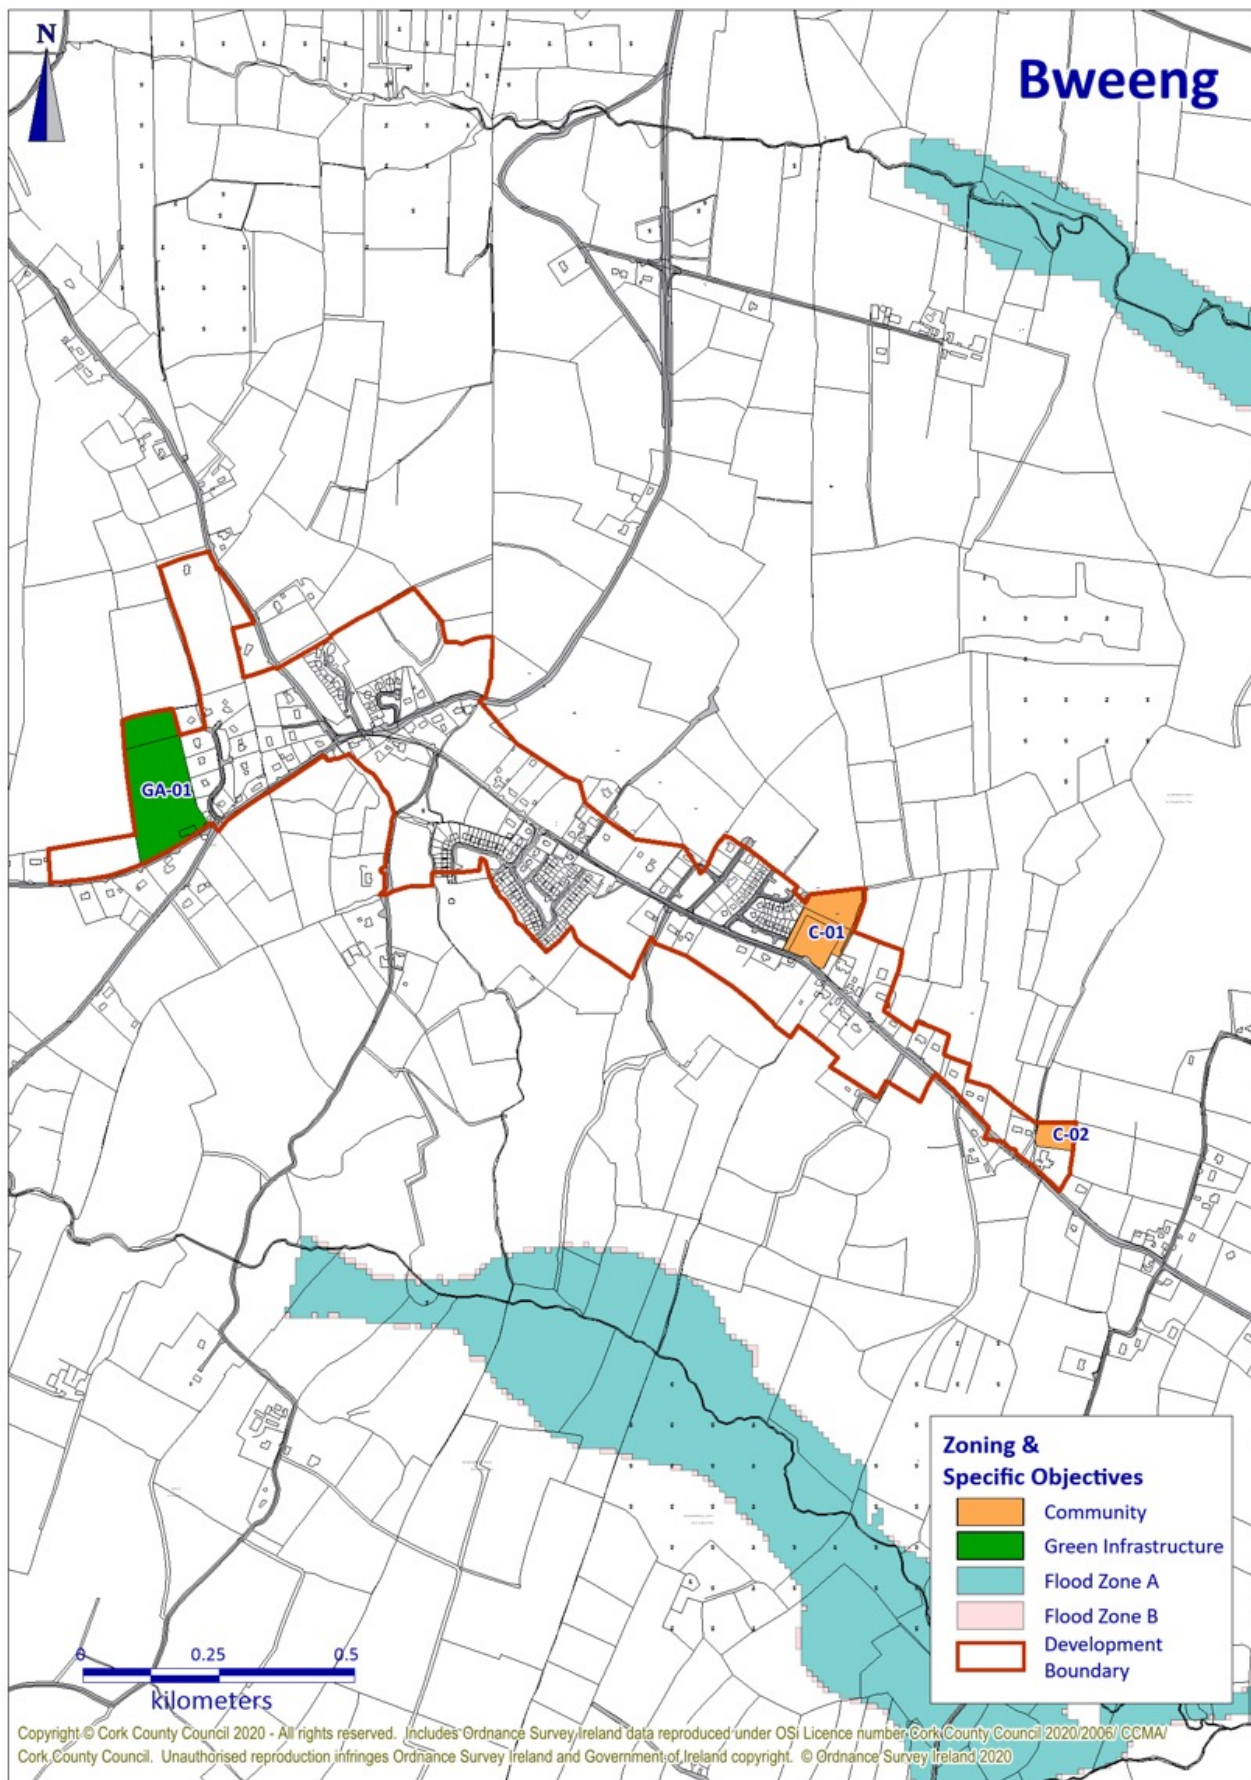 N
Bweeng
GA-01
C-01
C-02
Zoning &
Specific Objectives
Community
Green Infrastructure
Flood Zone A
Flood Zone B
Development
Boundary
0 0.25 0.5
kilometers
Copyright © Cork County Council 2020 - All rights reserved. Includes Ordnance Survey Ireland data reproduced under OSi Licence number Cork County Council 2020/2006/ CCMA/
Cork County Council. Unauthorised reproduction infringes Ordnance Survey Ireland and Government of Ireland copyright. © Ordnance Survey Ireland 2020